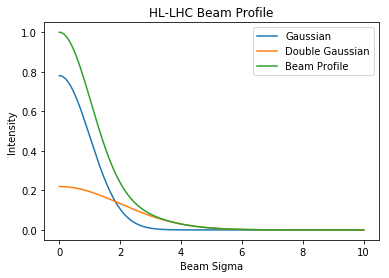 HL-LHC Beam Profile
Gaussian
Double Gaussian
Beam Profile
Intensity
1.0
0.8
0.6
0.4
0.2
0.0
0 2 4 6 8 10
Beam Sigma